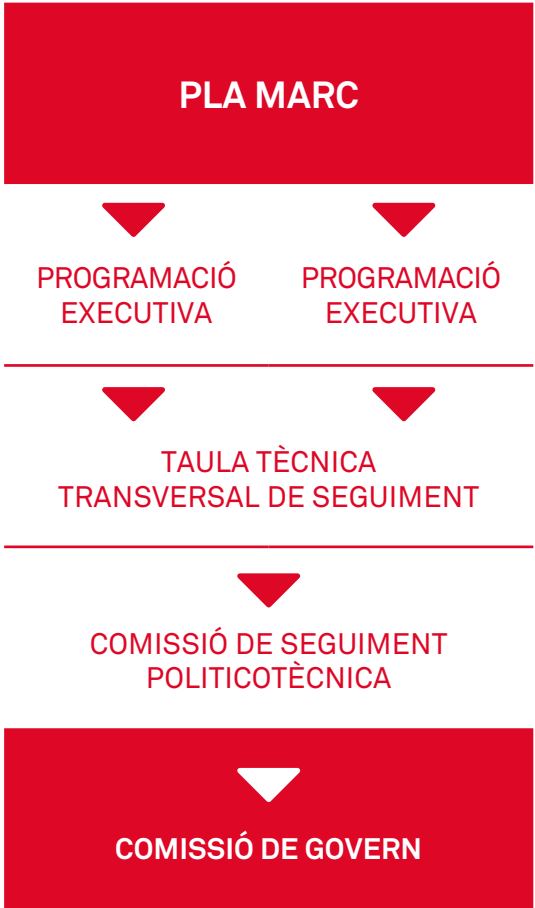 PLA MARC
PROGRAMACIÓ
EXECUTIVA
PROGRAMACIÓ
EXECUTIVA
TAULA TÈCNICA
TRANSVERSAL DE SEGUIMENT
COMISSIÓ DE SEGUIMENT
POLITICOTÈCNICA
COMISSIÓ DE GOVERN